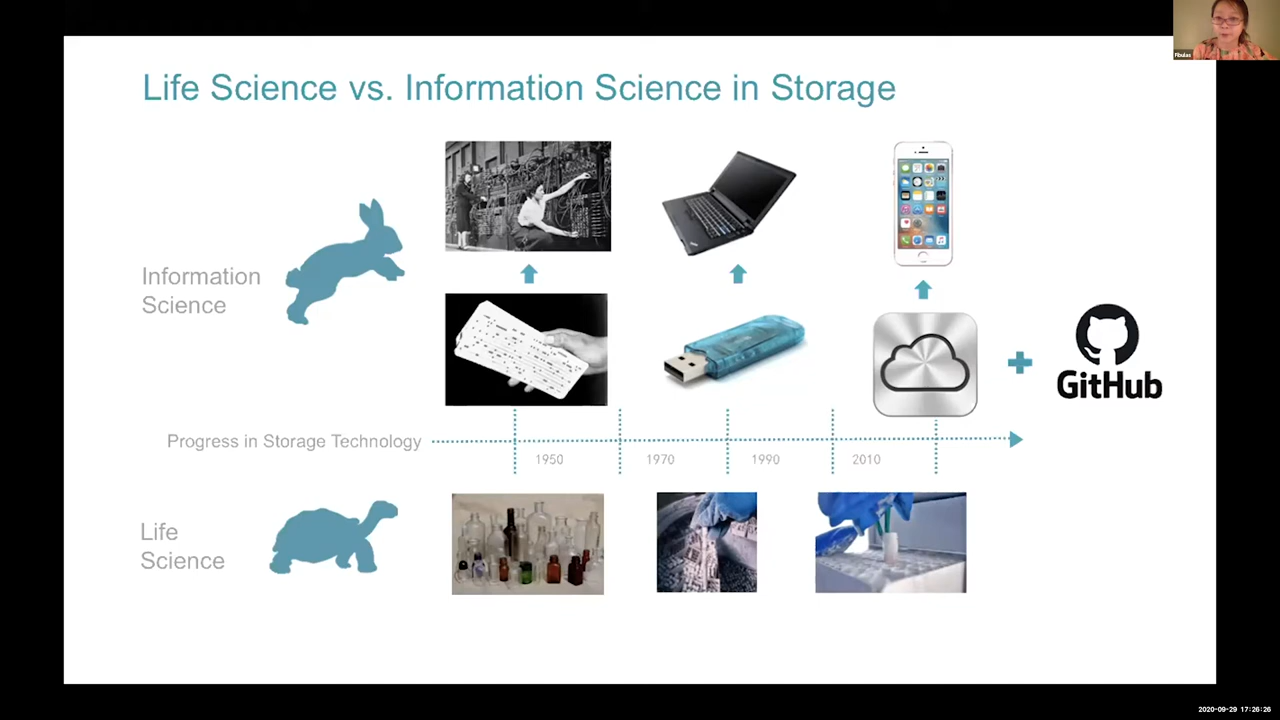 Fibulas
Life Science vs. Information Science in Storage
Information
Science
GitHub
Progress in Storage Technology
1950
1970
1990
2010
Life
Science
2020-09-29 17:26:26